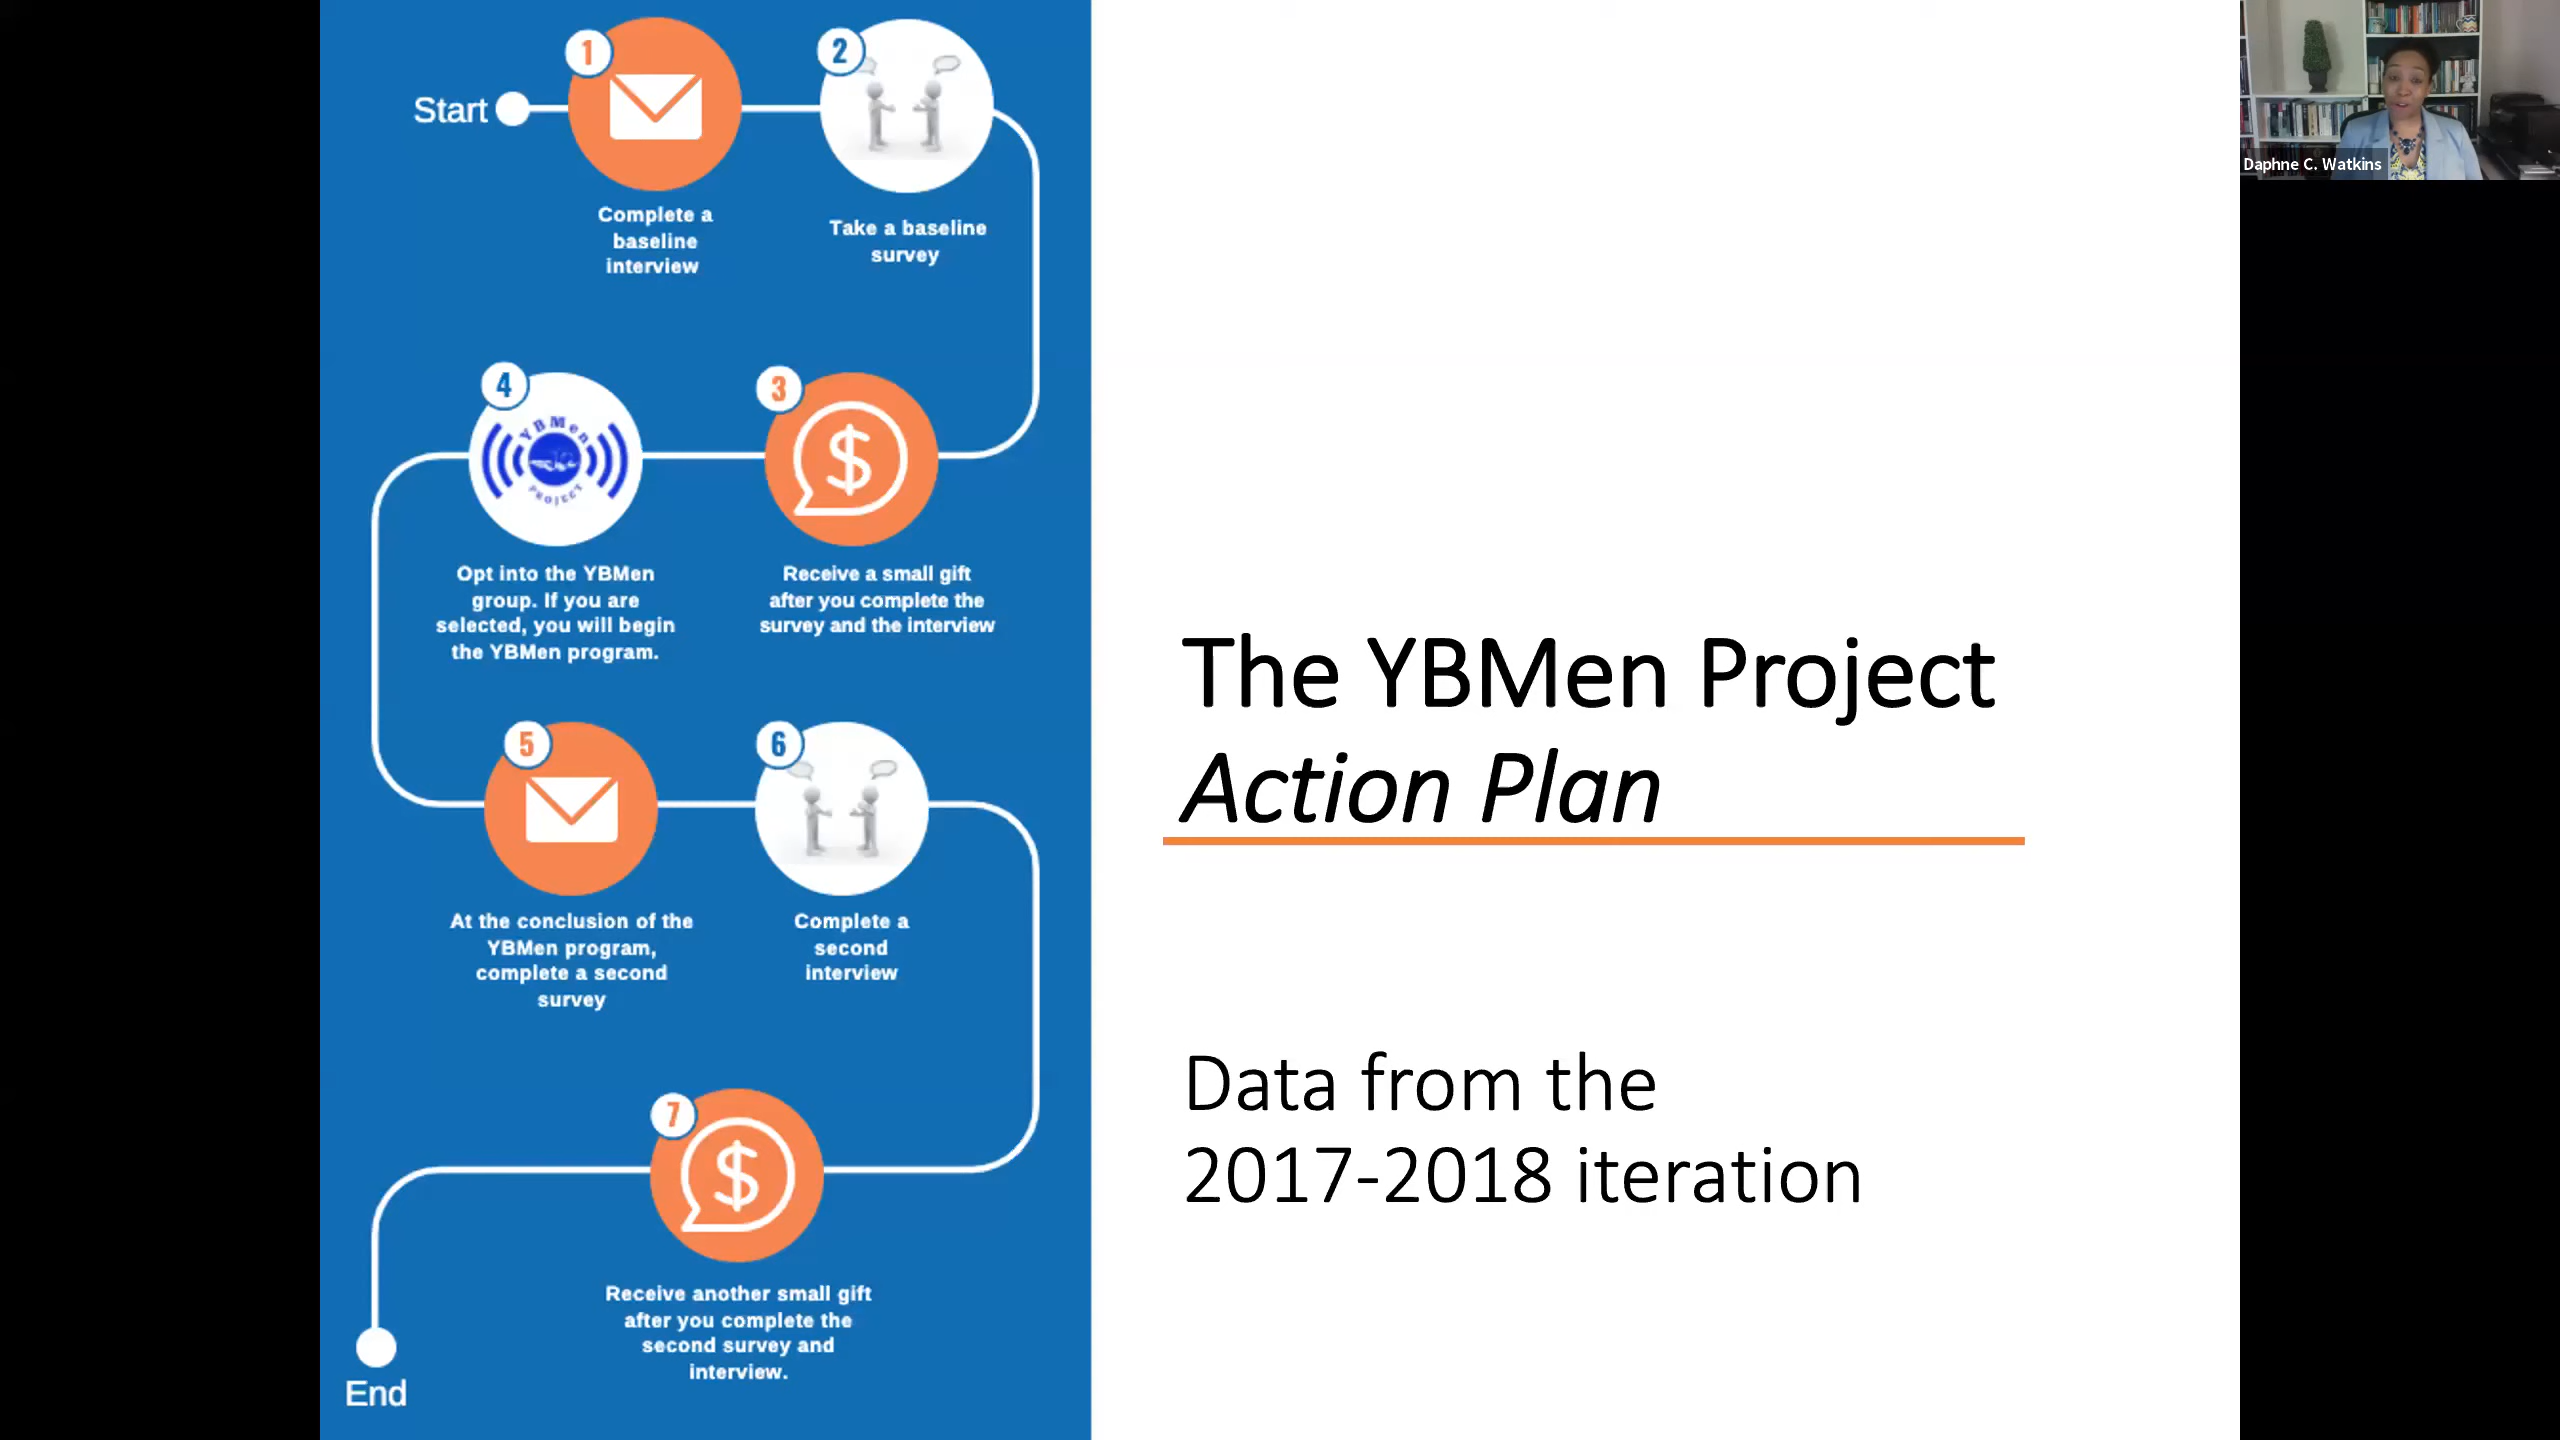 Start
1
Complete a
baseline
interview
2
Take a baseline
survey
3
Receive a small gift
after you complete the
survey and the interview
4
YBMen
PROJECT
Opt into the YBMen
group. If you are
selected, you will begin
the YBMen program.
5
At the conclusion of the
YBMen program,
complete a second
survey
6
Complete a
second
interview
7
Receive another small gift
after you complete the
second survey and
interview.
End
The YBMen Project
Action Plan
Data from the
2017-2018 iteration
Daphne C. Watkins